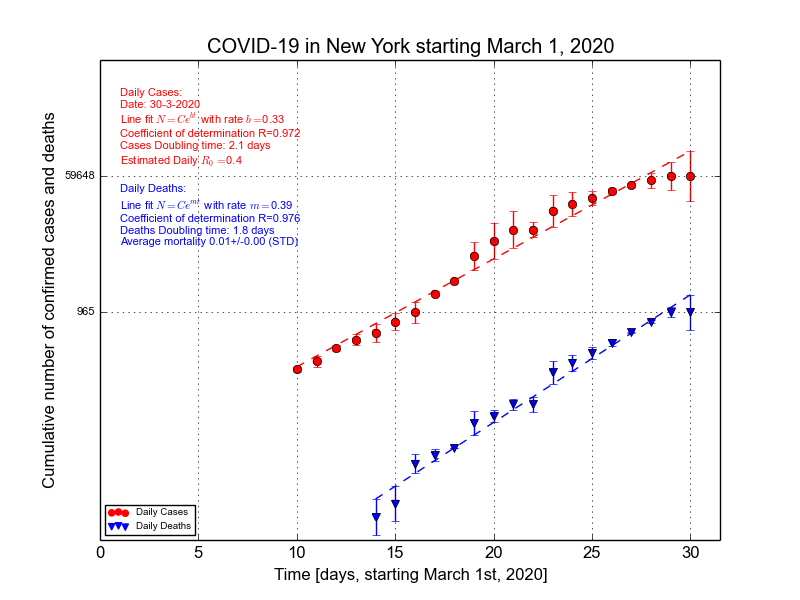 COVID-19 in New York starting March 1, 2020
Daily Cases:
Date: 30-3-2020
Line fit N = Ce^{bt} with rate b = 0.33
Coefficient of determination R=0.972
Cases Doubling time: 2.1 days
Estimated Daily R_0 = 0.4
Daily Deaths:
Line fit N = Ce^{mt} with rate m = 0.39
Coefficient of determination R=0.976
Deaths Doubling time: 1.8 days
Average mortality 0.01+/-0.00 (STD)
Cumulative number of confirmed cases and deaths
59648
965
Daily Cases
Daily Deaths
0 5 10 15 20 25 30
Time [days, starting March 1st, 2020]